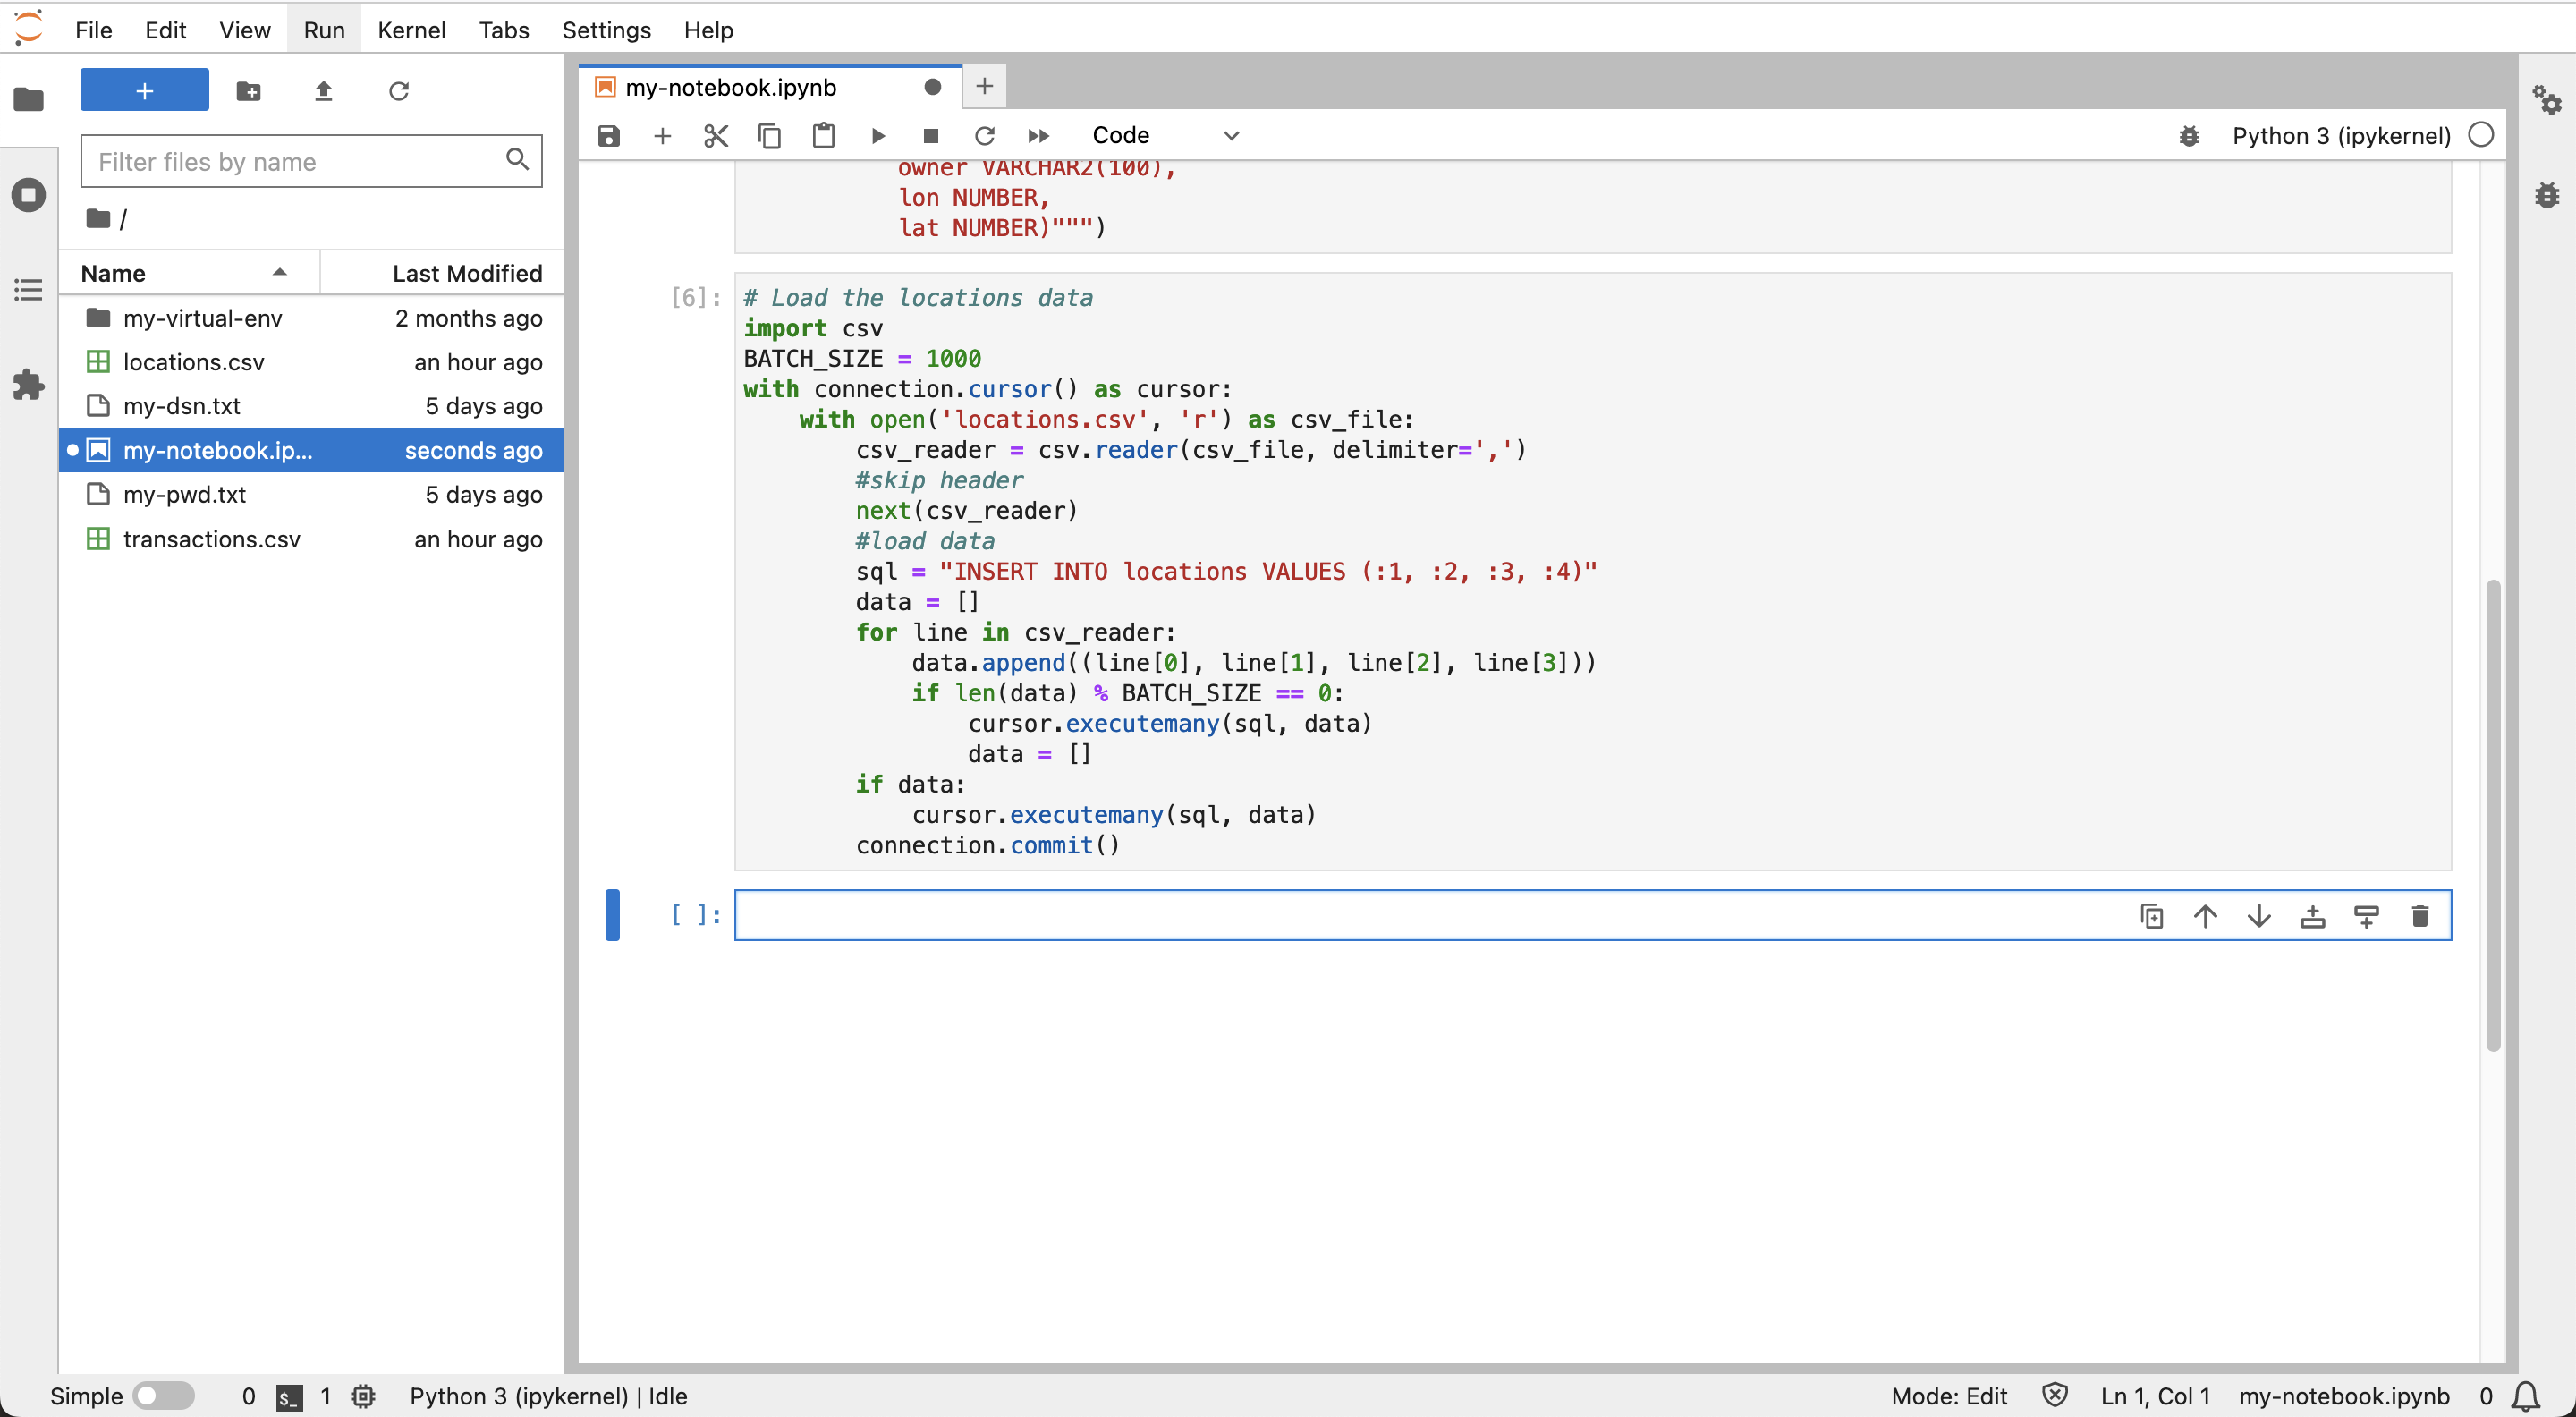 File Edit View Run Kernel Tabs Settings Help
+
Filter files by name
/
Name Last Modified
my-virtual-env 2 months ago
locations.csv an hour ago
my-dsn.txt 5 days ago
my-notebook.ip... seconds ago
my-pwd.txt 5 days ago
transactions.csv an hour ago
my-notebook.ipynb +
Code Python 3 (ipykernel)
owner VARCHAR2(100),
lon NUMBER,
lat NUMBER)""")
[6]: # Load the locations data
import csv
BATCH_SIZE = 1000
with connection.cursor() as cursor:
    with open('locations.csv', 'r') as csv_file:
        csv_reader = csv.reader(csv_file, delimiter=',')
        #skip header
        next(csv_reader)
        #load data
        sql = "INSERT INTO locations VALUES (:1, :2, :3, :4)"
        data = []
        for line in csv_reader:
            data.append((line[0], line[1], line[2], line[3]))
            if len(data) % BATCH_SIZE == 0:
                cursor.executemany(sql, data)
                data = []
        if data:
            cursor.executemany(sql, data)
        connection.commit()
[ ]:
Simple 0 $_ 1 Python 3 (ipykernel) | Idle Mode: Edit Ln 1, Col 1 my-notebook.ipynb 0